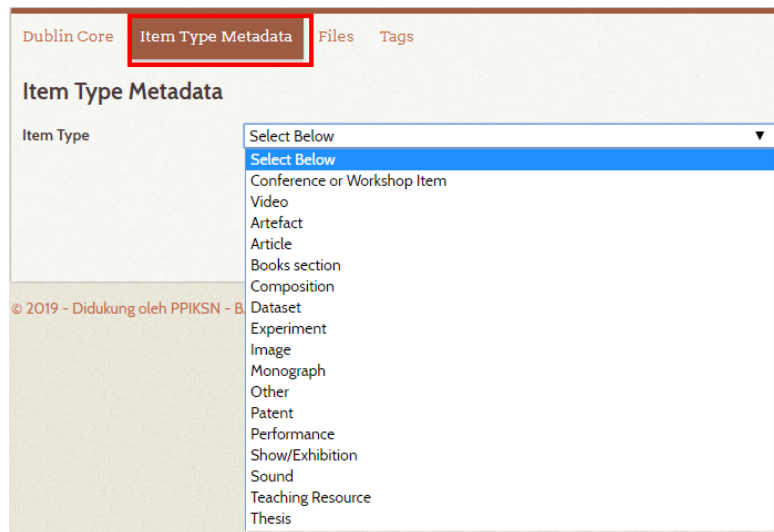 Dublin Core Item Type Metadata Files Tags
Item Type Metadata
Item Type Select Below
Select Below
Conference or Workshop Item
Video
Artefact
Article
Books section
Composition
© 2019 - Didukung oleh PPIKSN - Dataset
Experiment
Image
Monograph
Other
Patent
Performance
Show/Exhibition
Sound
Teaching Resource
Thesis